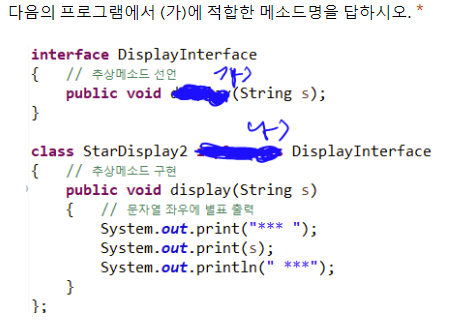 다음의 프로그램에서 (가)에 적합한 메소드명을 답하시오. *
interface DisplayInterface
{ // 추상메소드 선언
public void 가) (String s);
}
나)
class StarDisplay2 DisplayInterface
{ // 추상메소드 구현
public void display(String s)
{ // 문자열 좌우에 별표 출력
System.out.print("*** ");
System.out.print(s);
System.out.println(" ***");
}
};